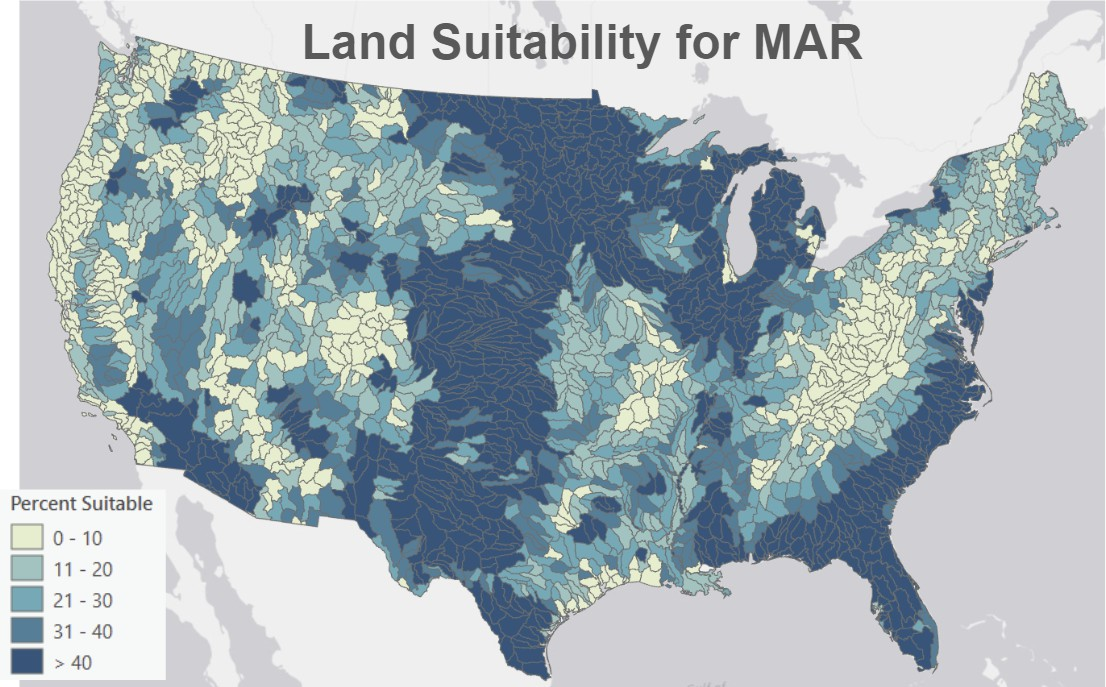 Land Suitability for MAR
Percent Suitable
0 - 10
11 - 20
21 - 30
31 - 40
> 40